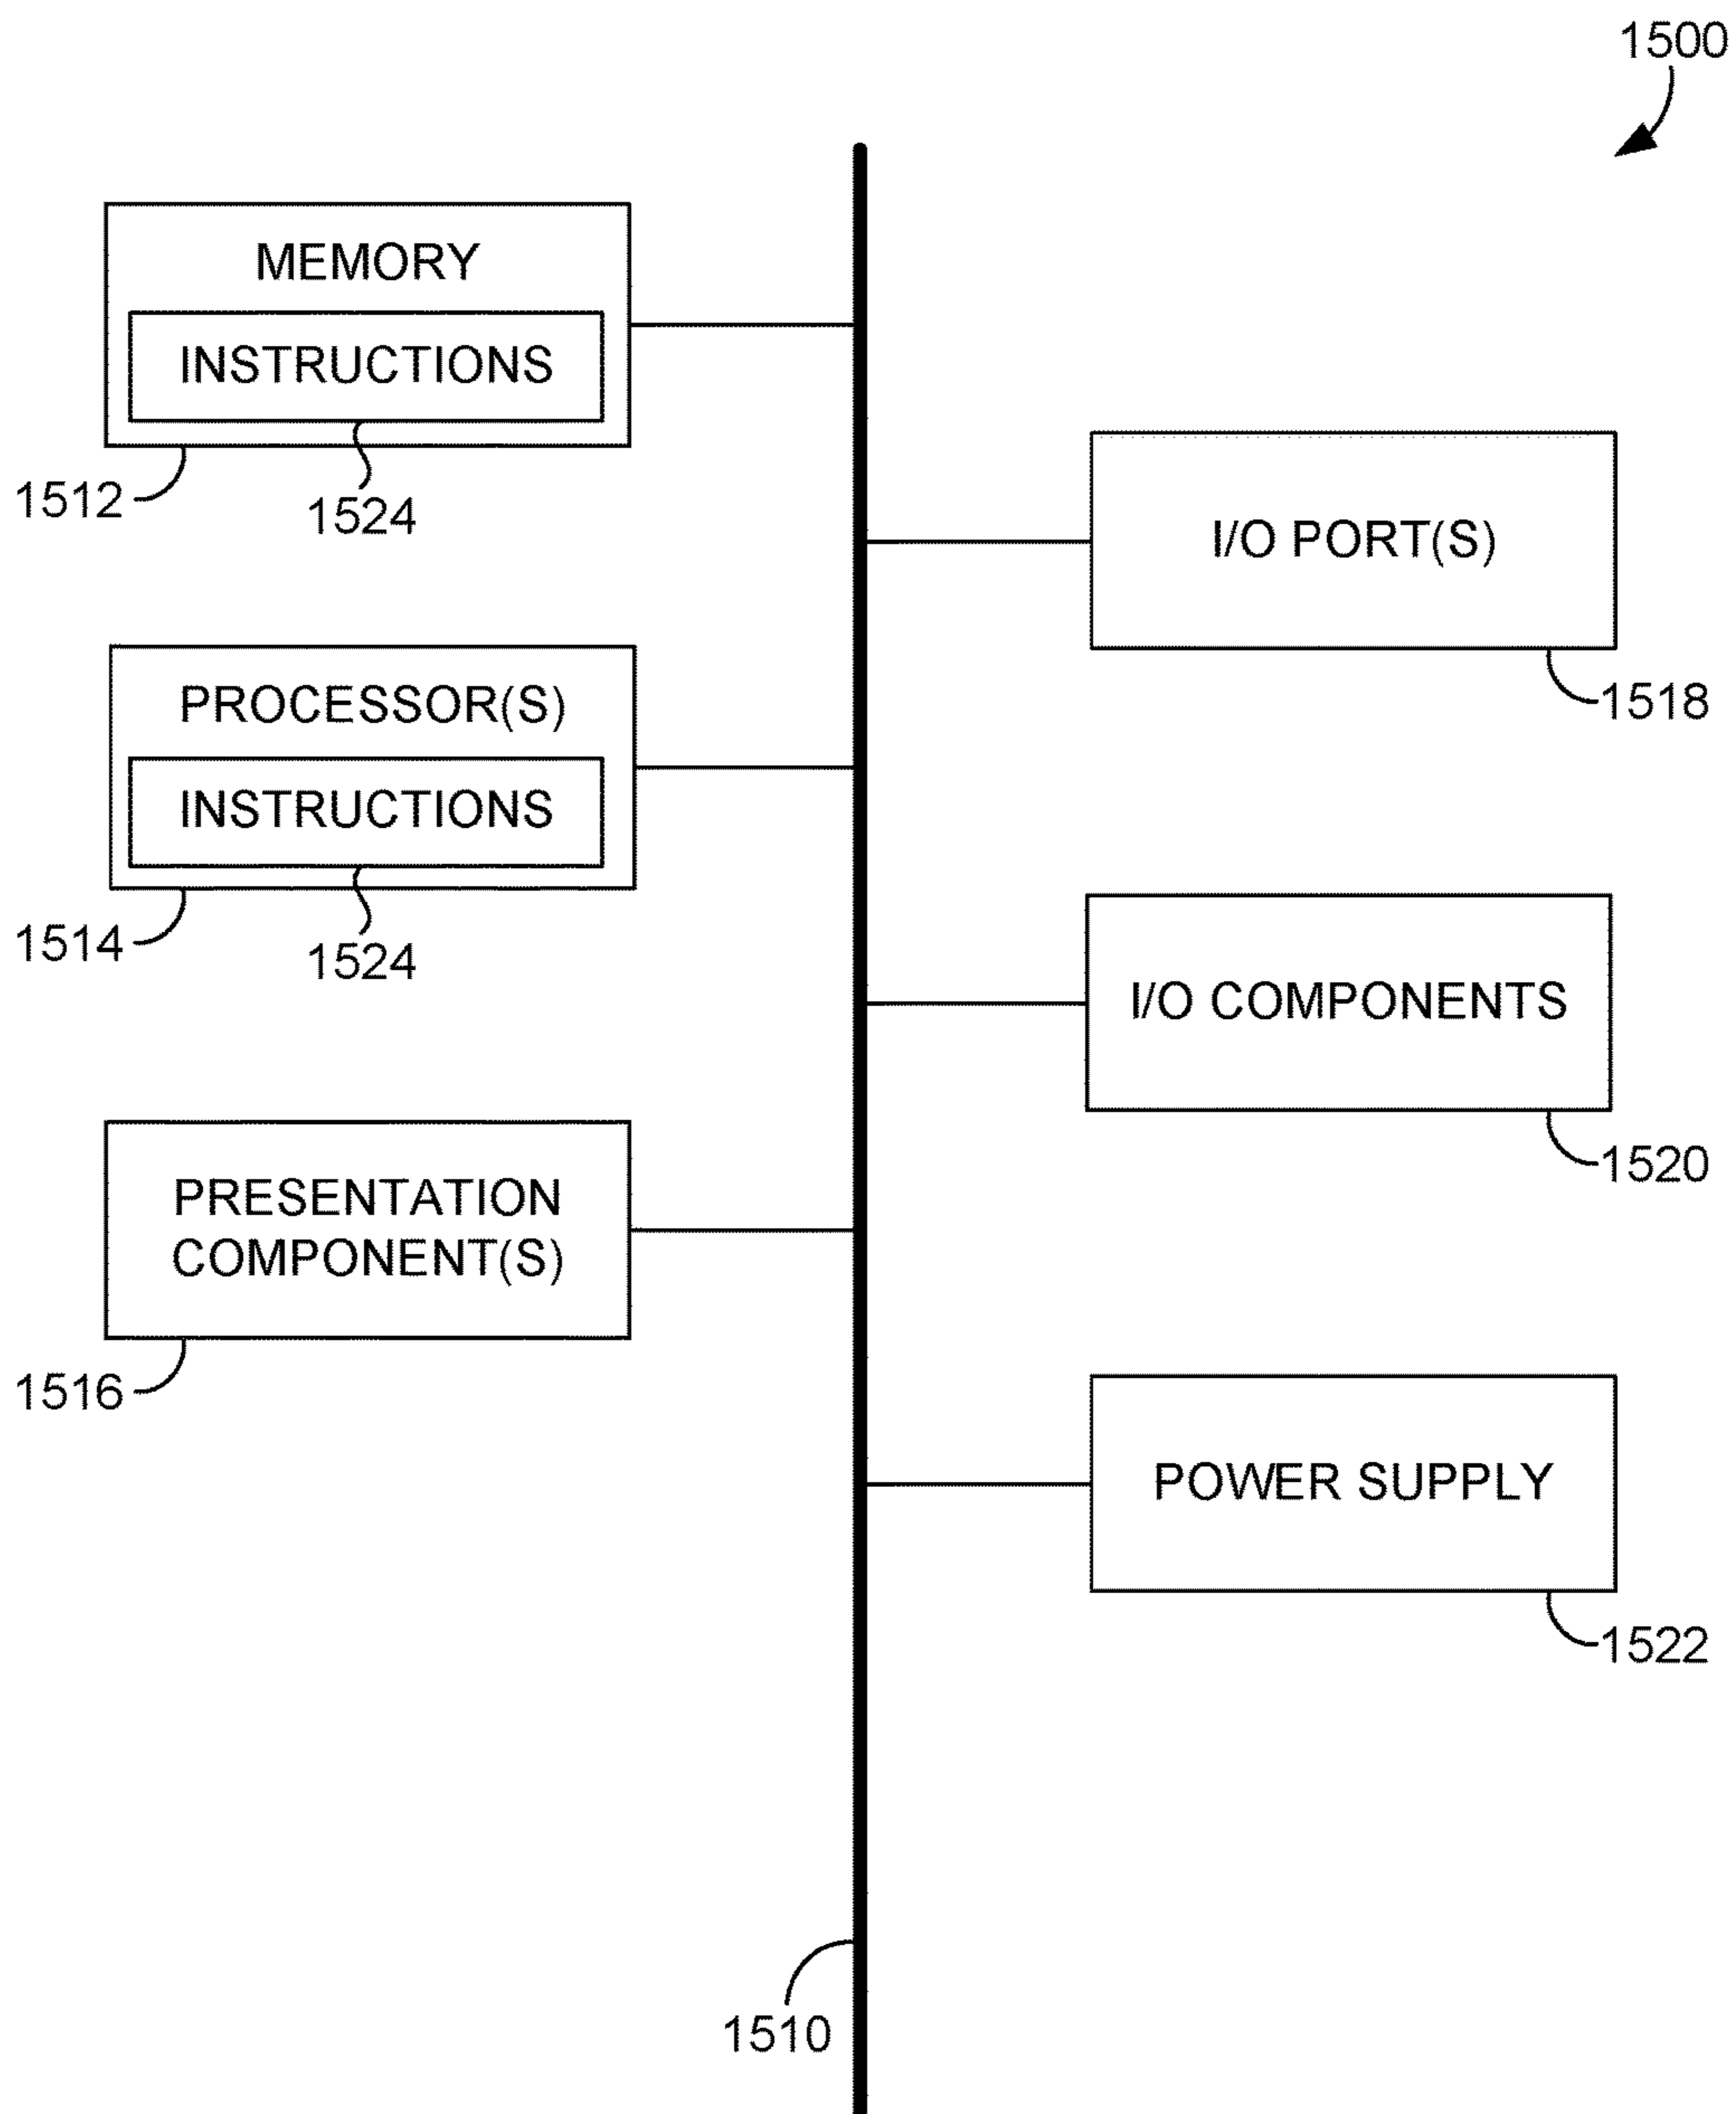 1500
MEMORY
INSTRUCTIONS
1512
1524
I/O PORT(S)
1518
PROCESSOR(S)
INSTRUCTIONS
1514
1524
I/O COMPONENTS
1520
PRESENTATION
COMPONENT(S)
1516
POWER SUPPLY
1522
1510